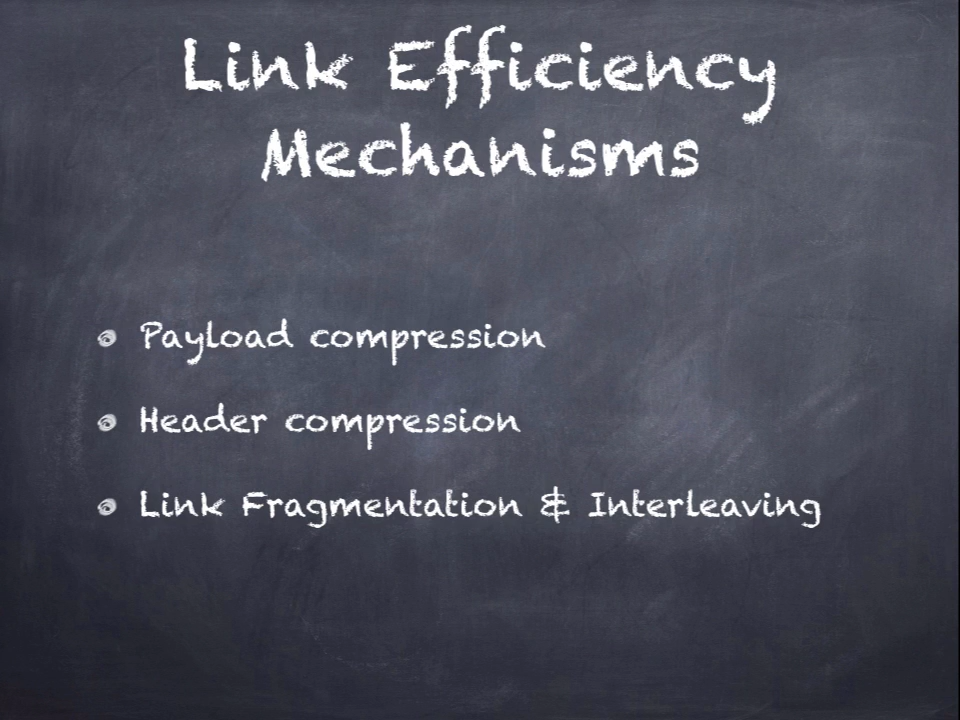 Link Efficiency
Mechanisms
Payload compression
Header compression
Link Fragmentation & Interleaving